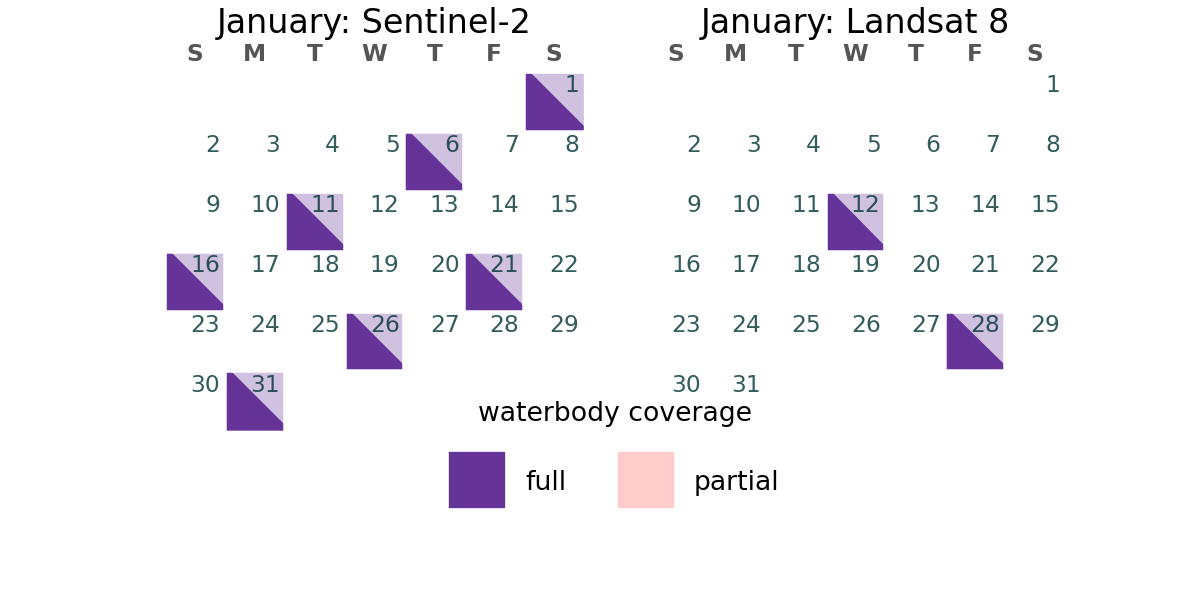 January: Sentinel-2
S M T W T F S
1
2 3 4 5 6 7 8
9 10 11 12 13 14 15
16 17 18 19 20 21 22
23 24 25 26 27 28 29
30 31
January: Landsat 8
S M T W T F S
1
2 3 4 5 6 7 8
9 10 11 12 13 14 15
16 17 18 19 20 21 22
23 24 25 26 27 28 29
30 31
waterbody coverage
full partial